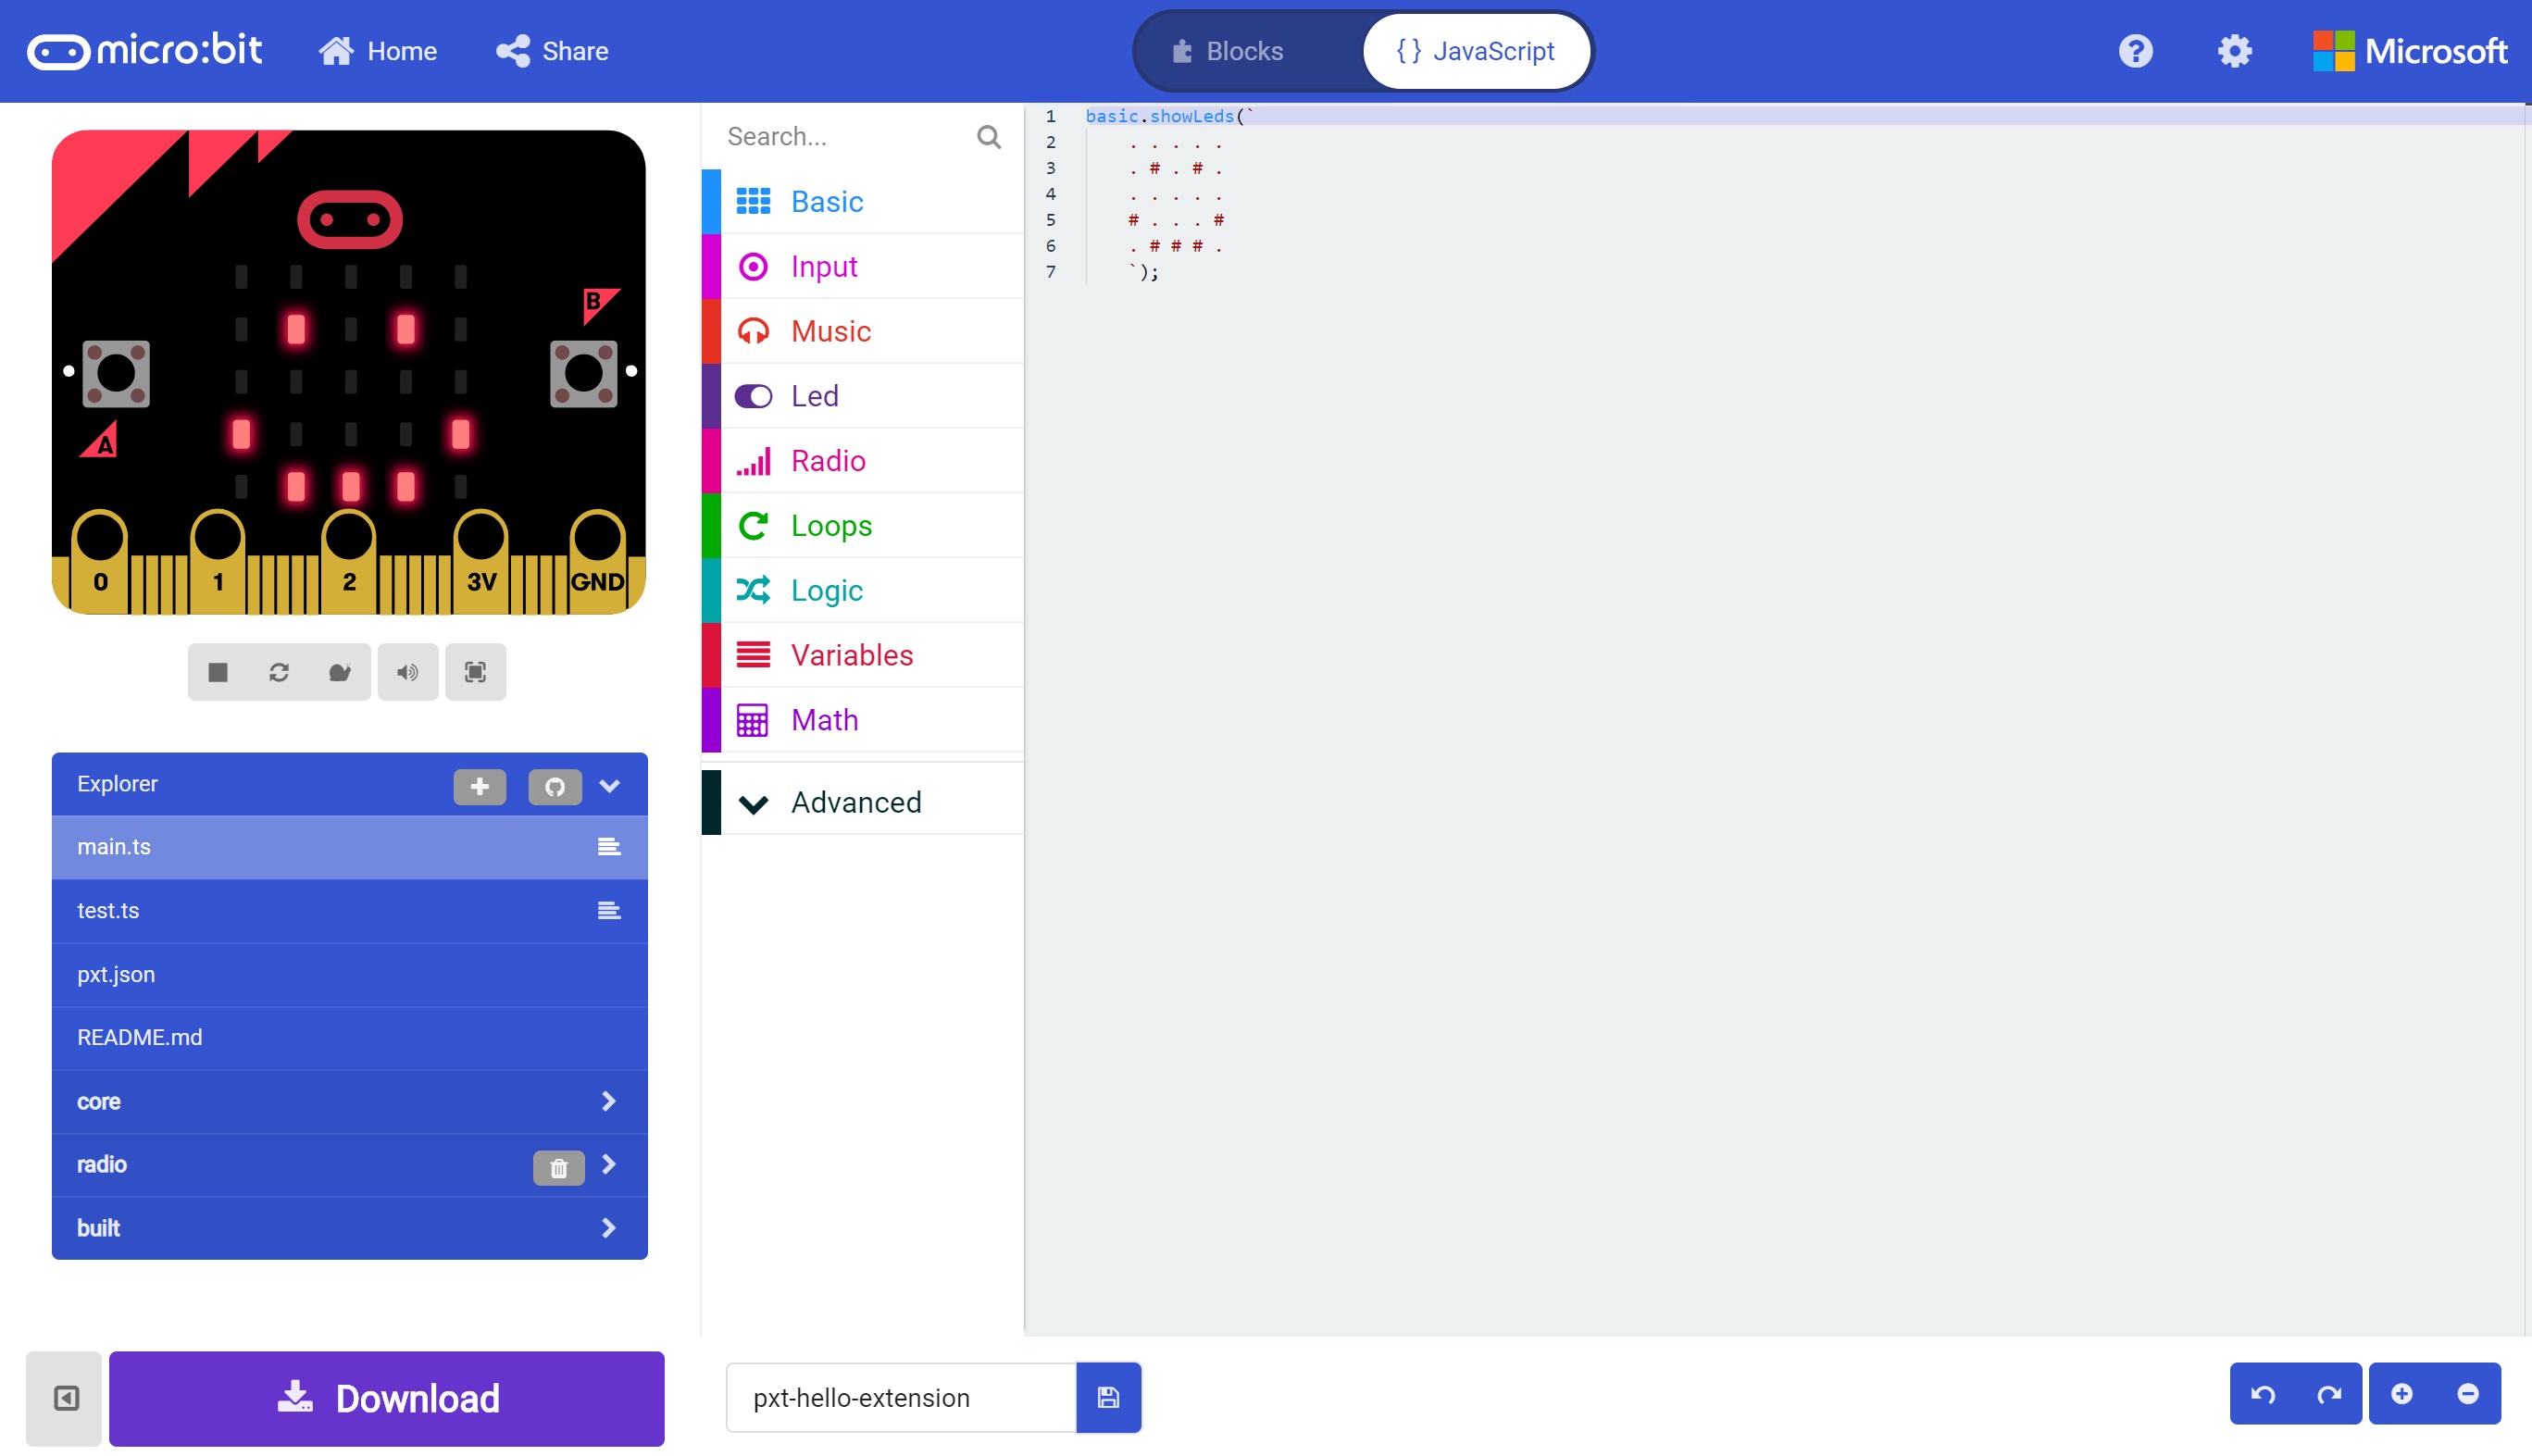 micro:bit
Home
Share
Blocks
{ } JavaScript
Microsoft
B
A
0 1 2 3V GND
Explorer
main.ts
test.ts
pxt.json
README.md
core
radio
built
Download
Search...
Basic
Input
Music
Led
Radio
Loops
Logic
Variables
Math
Advanced
1 basic.showLeds(`
2     . . . . .
3     . # . # .
4     . . . . .
5     # . . . #
6     . # # # .
7     `);
pxt-hello-extension